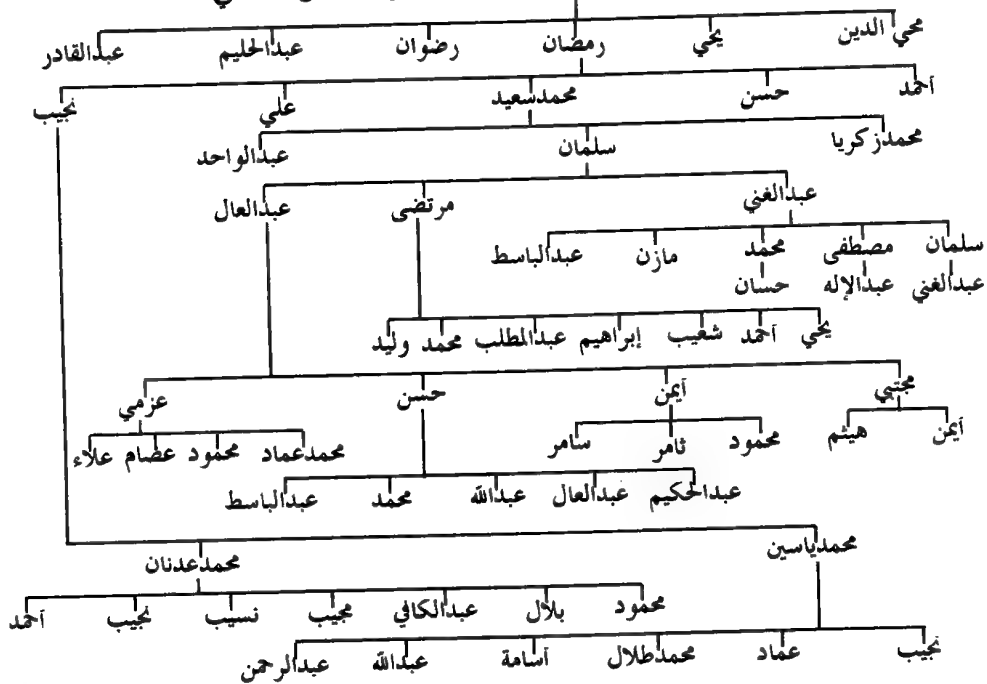 محي الدين يحي رمضان رضوان عبدالحليم عبدالقادر
أحمد حسن محمدسعيد علي نجيب
محمدزكريا سلمان عبدالواحد
عبدالغني مرتضى عبدالعال
سلمان مصطفى محمد مازن عبدالباسط
عبدالغني عبدالإله حسان
يحي أحمد شعيب إبراهيم عبدالمطلب محمد وليد
مجتبي أيمن حسن عزمي
أيمن هيثم محمود ثامر سامر محمدعماد محمود عصام علاء
عبدالحكيم عبدالعال عبدالله محمد عبدالباسط
محمدياسين محمدعدنان
محمود بلال عبدالكافي مجيب نسيب نجيب أحمد
نجيب عماد محمدطلال أسامة عبدالله عبدالرحمن